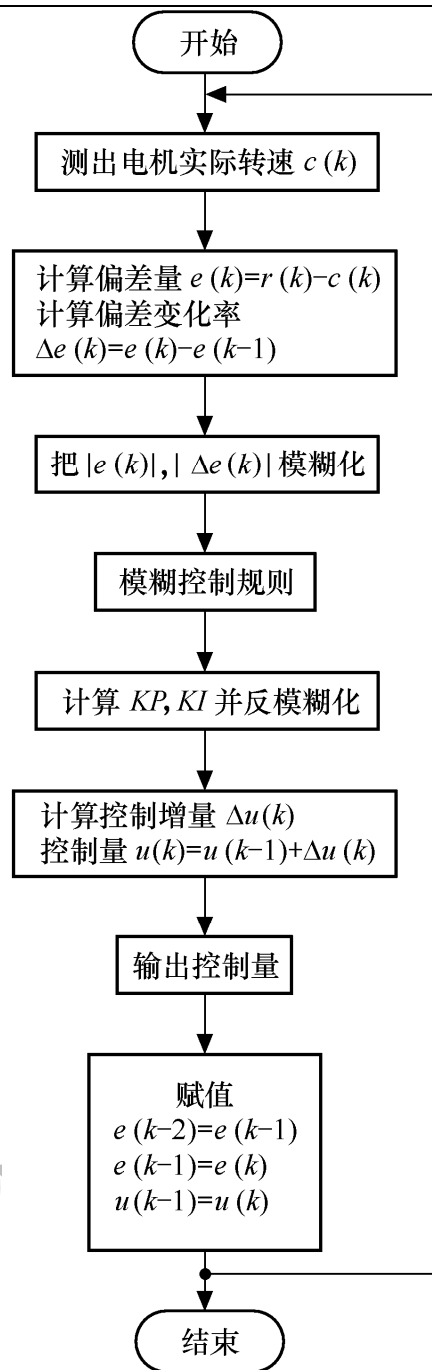 开始
测出电机实际转速 c (k)
计算偏差量 e (k)=r (k)−c (k)
计算偏差变化率
Δe (k)=e (k)−e (k−1)
把 |e (k)|, | Δe (k)| 模糊化
模糊控制规则
计算 KP, KI 并反模糊化
计算控制增量 Δu(k)
控制量 u(k)=u (k−1)+Δu (k)
输出控制量
赋值
e (k−2)=e (k−1)
e (k−1)=e (k)
u (k−1)=u (k)
结束